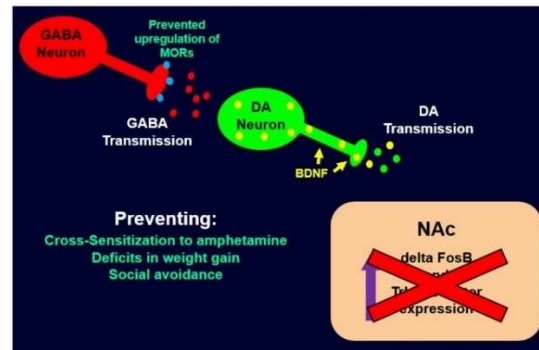 GABA
Neuron
Prevented
upregulation of
MORs
GABA
Transmission
DA
Neuron
DA
Transmission
BDNF
Preventing:
Cross-Sensitization to amphetamine
Deficits in weight gain
Social avoidance
NAc
delta FosB
expression